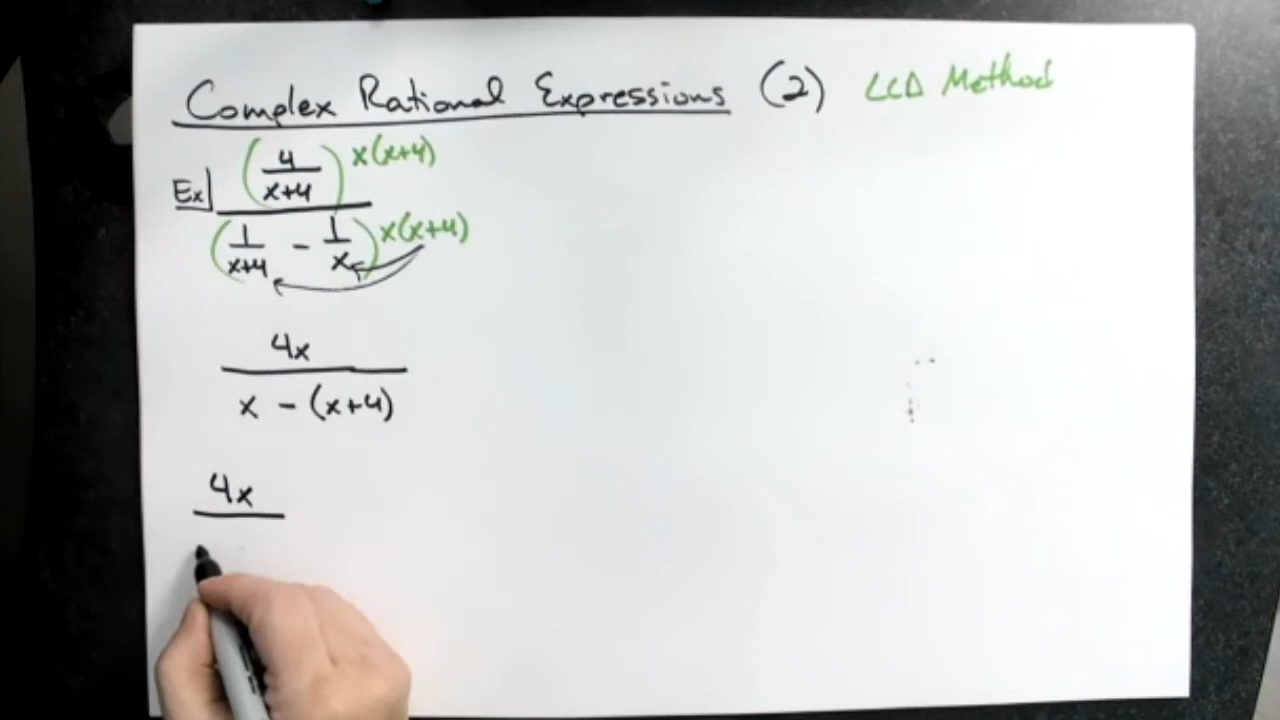 Complex Rational Expressions (2) LCD Method
(4/x+4) x(x+4)
Ex
(1/x+4 - 1/x) x(x+4)
4x
x - (x+4)
4x